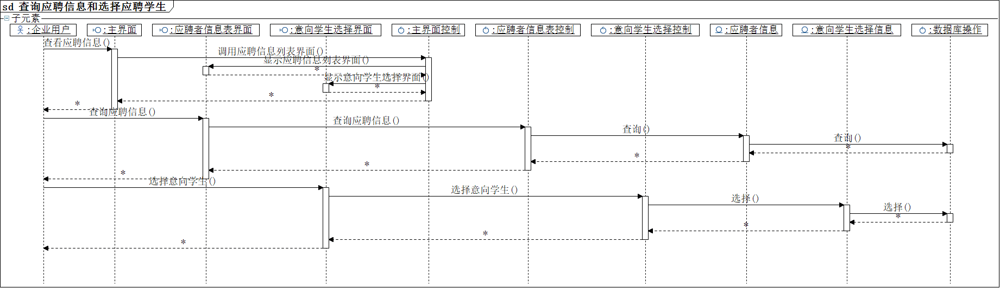 sd 查询应聘信息和选择应聘学生
子元素
:企业用户
:主界面
:应聘者信息表界面
:意向学生选择界面
:主界面控制
:应聘者信息表控制
:意向学生选择控制
:应聘者信息
:意向学生选择信息
:数据库操作
查看应聘信息()
调用应聘信息列表界面()
显示应聘信息列表界面()
*
显示意向学生选择界面()
*
*
*
查询应聘信息()
查询应聘信息()
查询()
查询()
*
*
*
*
选择意向学生()
选择意向学生()
选择()
选择()
*
*
*
*